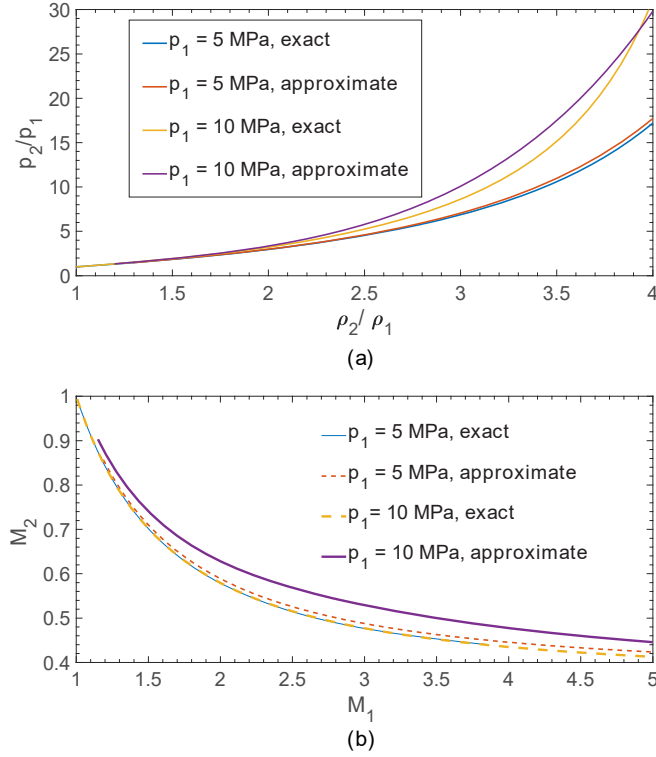 30
25
20
15
10
5
0
p2/p1
p1 = 5 MPa, exact
p1 = 5 MPa, approximate
p1 = 10 MPa, exact
p1 = 10 MPa, approximate
1 1.5 2 2.5 3 3.5 4
ρ2/ ρ1
(a)
1
0.9
0.8
0.7
0.6
0.5
0.4
M2
p1 = 5 MPa, exact
p1 = 5 MPa, approximate
p1= 10 MPa, exact
p1 = 10 MPa, approximate
1 1.5 2 2.5 3 3.5 4 4.5 5
M1
(b)